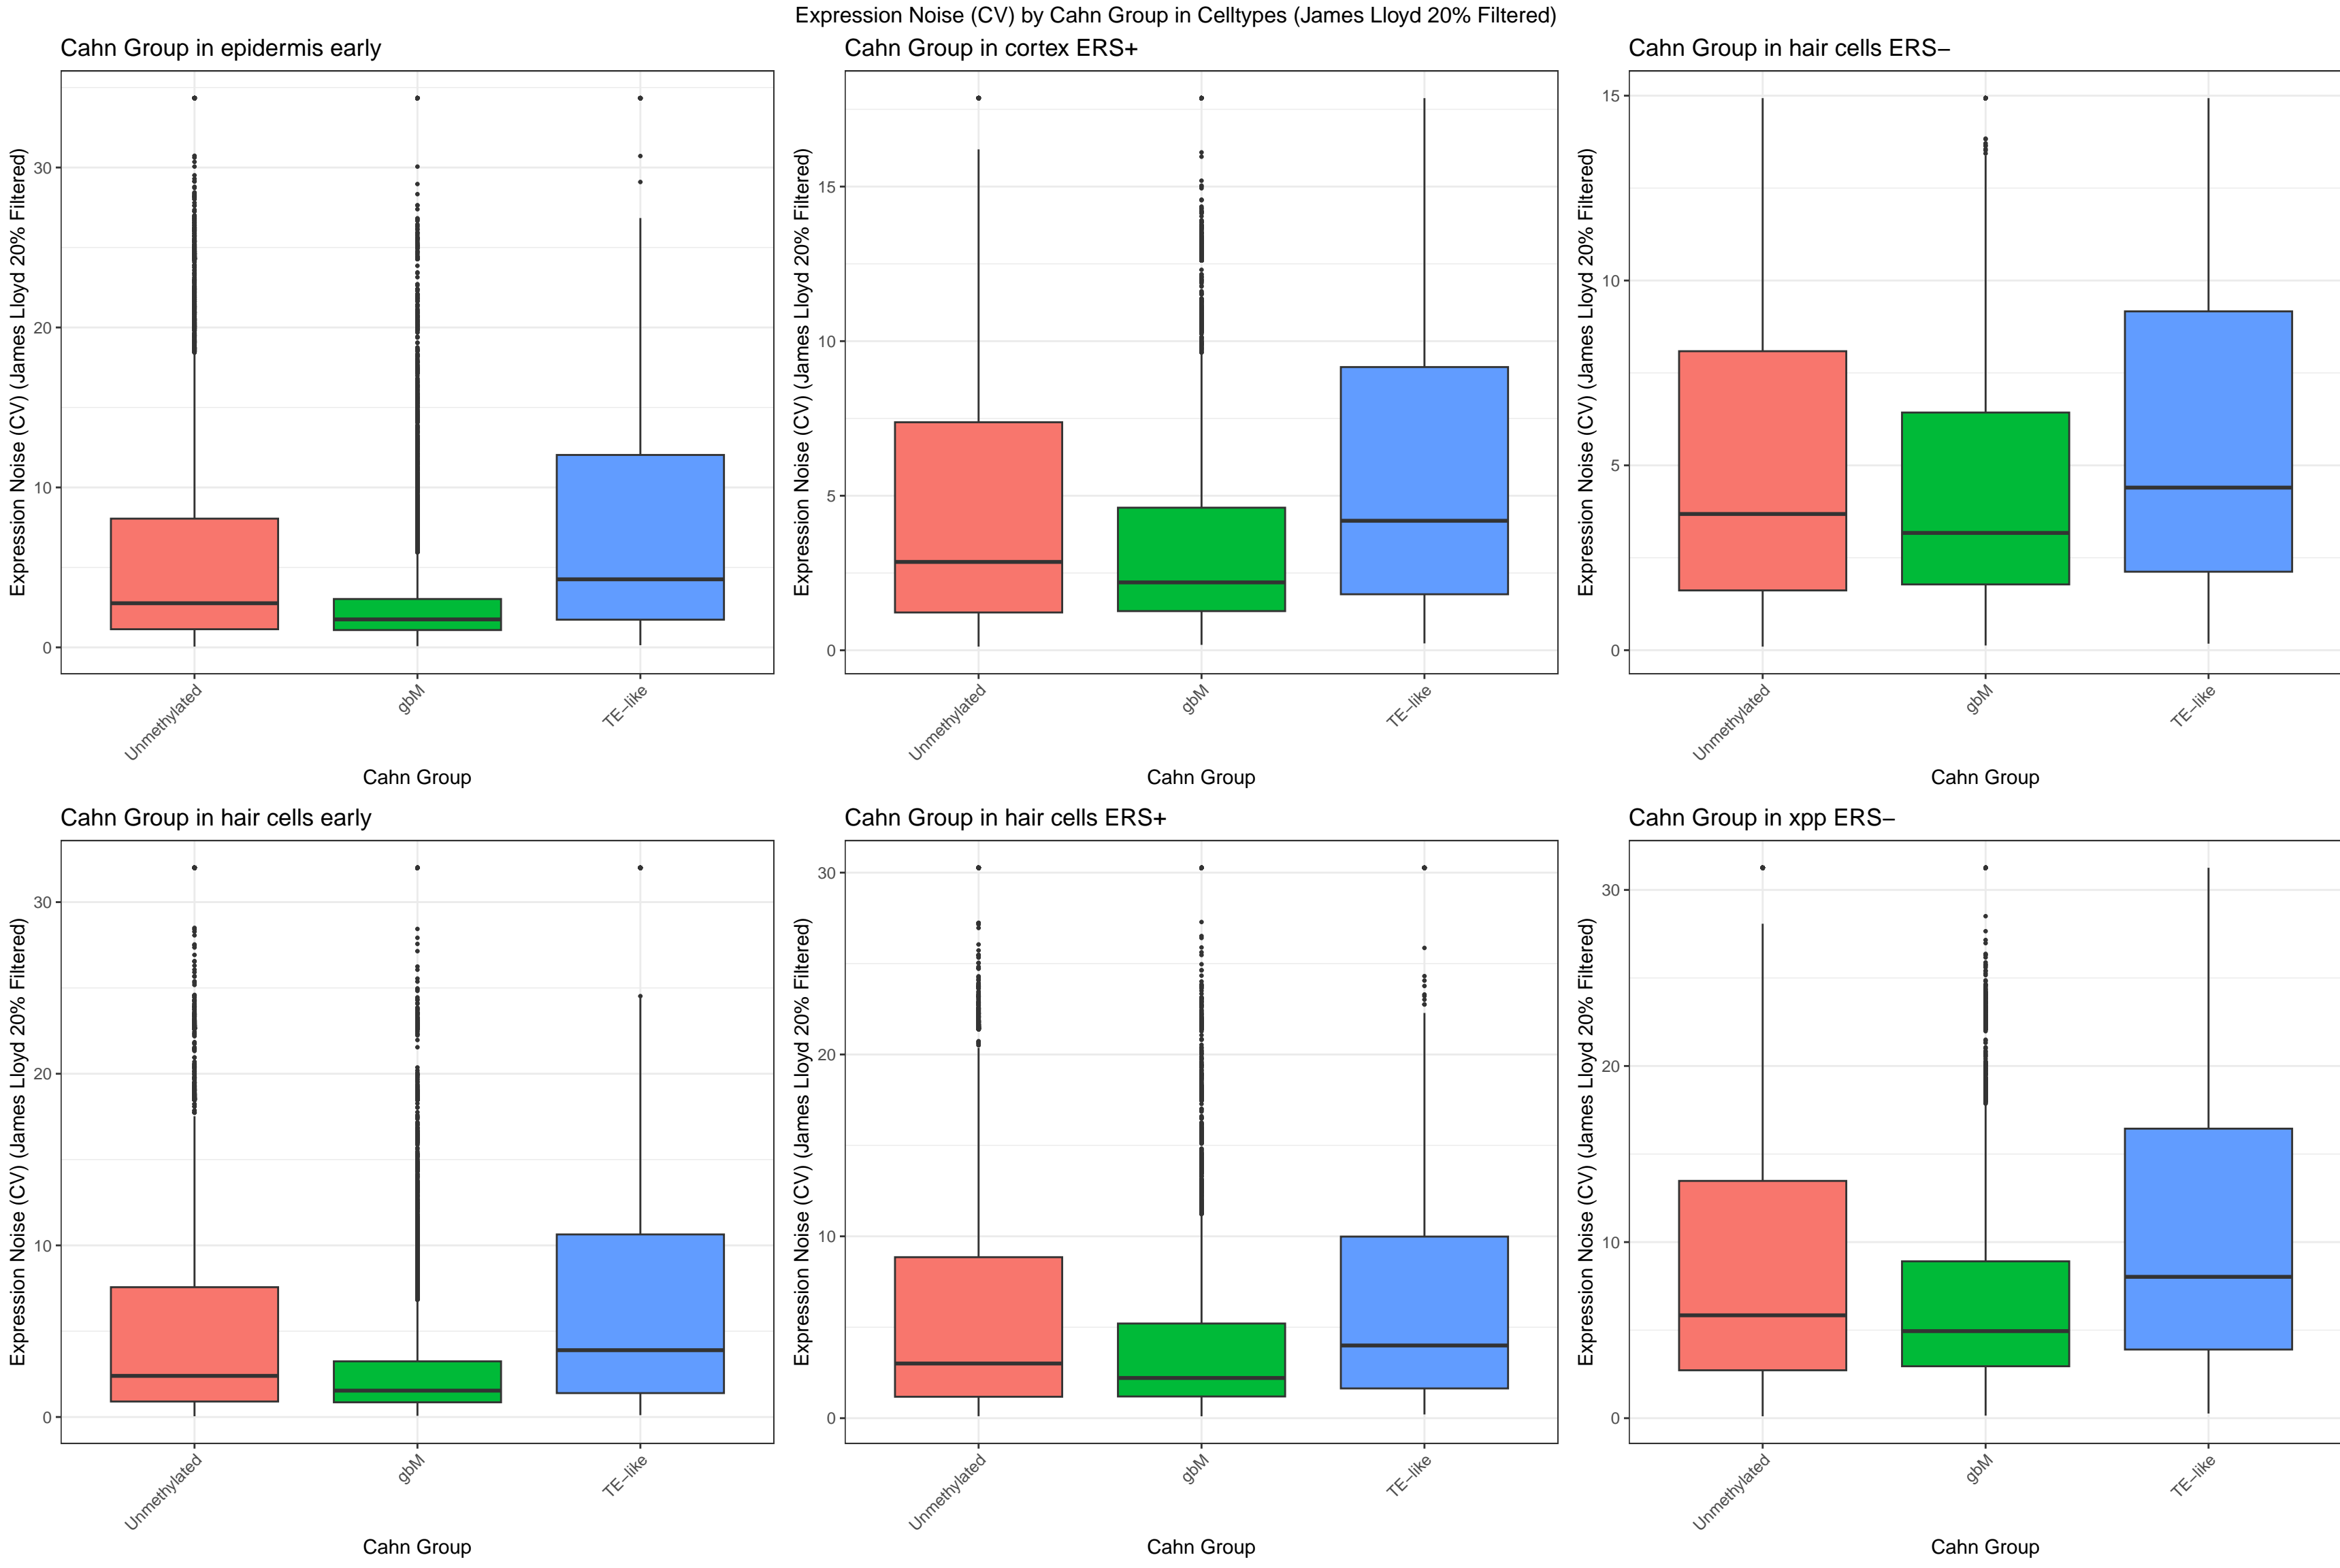 Expression Noise (CV) by Cahn Group in Celltypes (James Lloyd 20% Filtered)
Cahn Group in epidermis early
Expression Noise (CV) (James Lloyd 20% Filtered)
30
20
10
0
Unmethylated
gbM
TE−like
Cahn Group
Cahn Group in cortex ERS+
Expression Noise (CV) (James Lloyd 20% Filtered)
15
10
5
0
Unmethylated
gbM
TE−like
Cahn Group
Cahn Group in hair cells ERS−
Expression Noise (CV) (James Lloyd 20% Filtered)
15
10
5
0
Unmethylated
gbM
TE−like
Cahn Group
Cahn Group in hair cells early
Expression Noise (CV) (James Lloyd 20% Filtered)
30
20
10
0
Unmethylated
gbM
TE−like
Cahn Group
Cahn Group in hair cells ERS+
Expression Noise (CV) (James Lloyd 20% Filtered)
30
20
10
0
Unmethylated
gbM
TE−like
Cahn Group
Cahn Group in xpp ERS−
Expression Noise (CV) (James Lloyd 20% Filtered)
30
20
10
0
Unmethylated
gbM
TE−like
Cahn Group